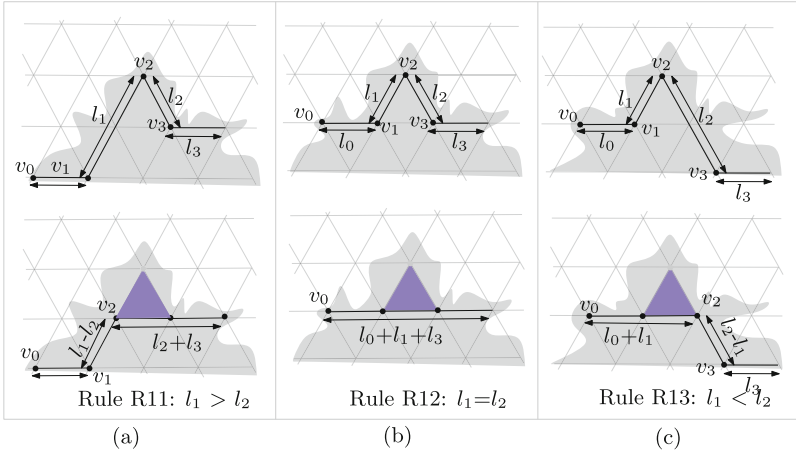 v₂
l₁
l₂
v₃
l₃
v₀
v₁
v₂
l₁
l₂
v₀
v₁
v₃
l₀
l₃
v₂
l₁
l₂
v₀
v₁
l₀
v₃
l₃
v₂
l₁-l₂
l₂+l₃
v₀
v₁
Rule R11: l₁ > l₂
v₀
l₀+l₁+l₃
Rule R12: l₁=l₂
v₀
v₂
l₀+l₁
l₂-l₁
v₃
l₃
Rule R13: l₁ < l₂
(a)
(b)
(c)